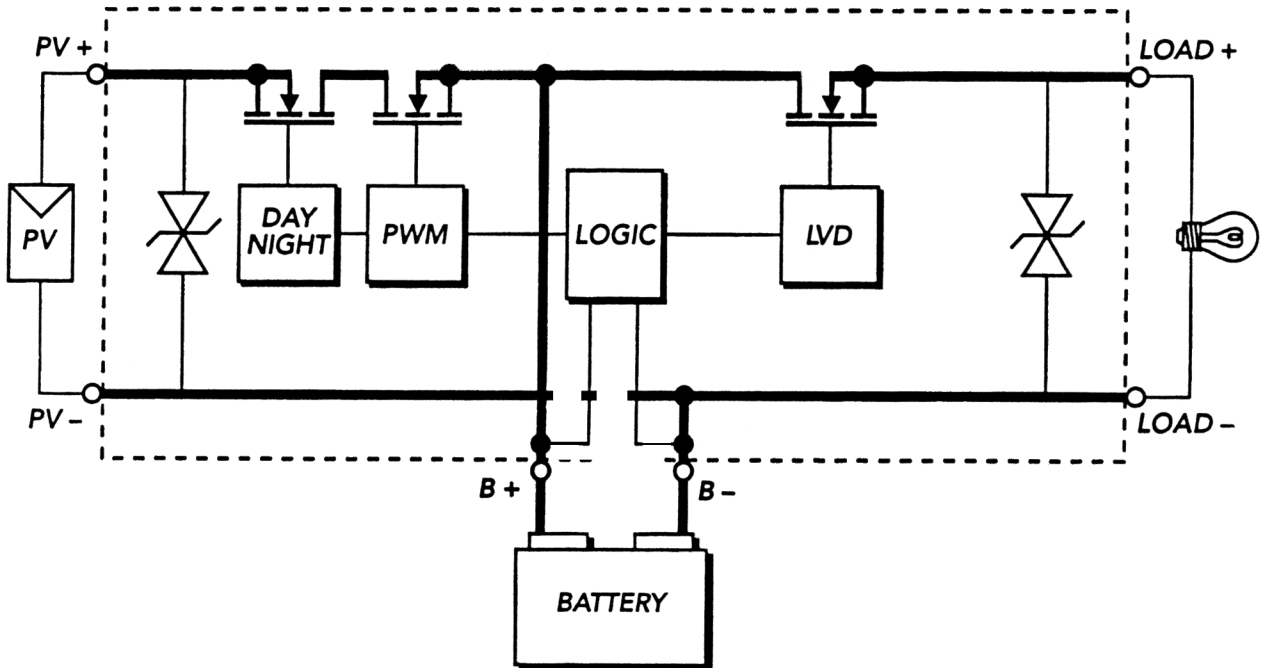 PV +
LOAD +
PV
DAY
NIGHT
PWM
LOGIC
LVD
PV –
LOAD –
B +
B –
BATTERY